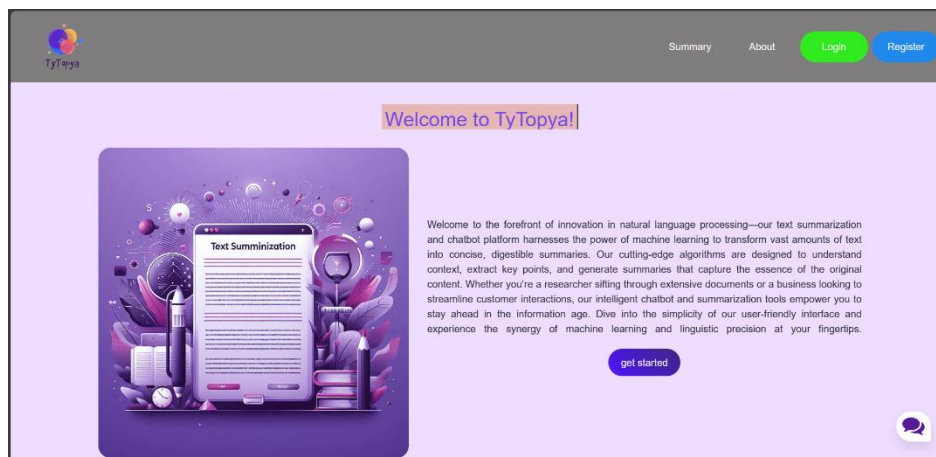 TyTopya
Summary
About
Login
Register
Welcome to TyTopya!
Text Summinization
Welcome to the forefront of innovation in natural language processing—our text summarization
and chatbot platform harnesses the power of machine learning to transform vast amounts of text
into concise, digestible summaries. Our cutting-edge algorithms are designed to understand
context, extract key points, and generate summaries that capture the essence of the original
content. Whether you're a researcher sifting through extensive documents or a business looking to
streamline customer interactions, our intelligent chatbot and summarization tools empower you to
stay ahead in the information age. Dive into the simplicity of our user-friendly interface and
experience the synergy of machine learning and linguistic precision at your fingertips.
get started